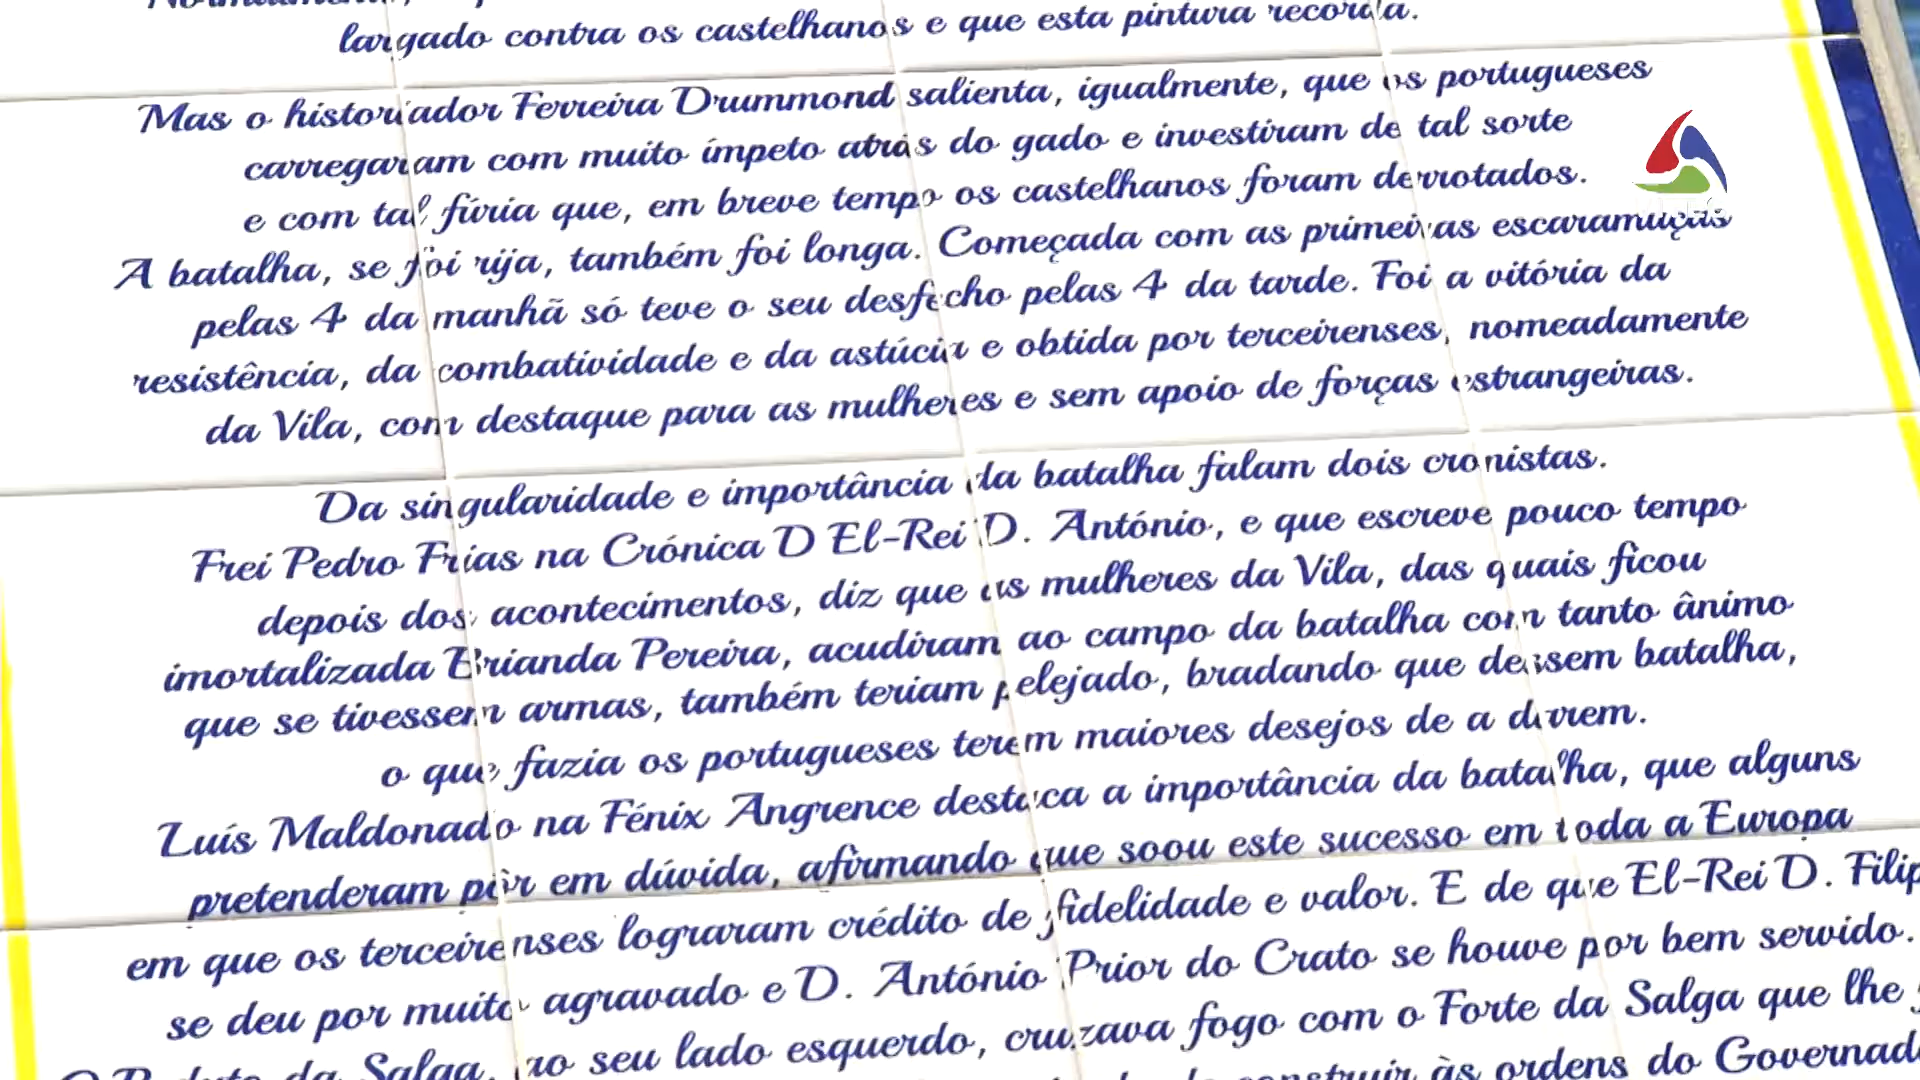 largado contra os castelhanos e que esta pintura recorda.
Mas o historiador Ferreira Drummond salienta, igualmente, que os portugueses
carregaram com muito ímpeto atrás do gado e investiram de tal sorte
e com tal fúria que, em breve tempo os castelhanos foram derrotados.
A batalha, se foi rija, também foi longa. Começada com as primeiras escaramuças
pelas 4 da manhã só teve o seu desfecho pelas 4 da tarde. Foi a vitória da
resistência, da combatividade e da astúcia e obtida por terceirenses, nomeadamente
da Vila, com destaque para as mulheres e sem apoio de forças estrangeiras.
Da singularidade e importância da batalha falam dois cronistas.
Frei Pedro Frias na Crónica D El-Rei D. António, e que escreve pouco tempo
depois dos acontecimentos, diz que as mulheres da Vila, das quais ficou
imortalizada Brianda Pereira, acudiram ao campo da batalha com tanto ânimo
que se tivessem armas, também teriam pelejado, bradando que dessem batalha,
o que fazia os portugueses terem maiores desejos de a darem.
Luís Maldonado na Fénix Angrence destaca a importância da batalha, que alguns
pretenderam pôr em dúvida, afirmando que soou este sucesso em toda a Europa
em que os terceirenses lograram crédito de fidelidade e valor. E de que El-Rei D. Filip
se deu por muito agravado e D. António Prior do Crato se houve por bem servido.
da Salga, ao seu lado esquerdo, cruzava fogo com o Forte da Salga que lhe
construir às ordens do Governad